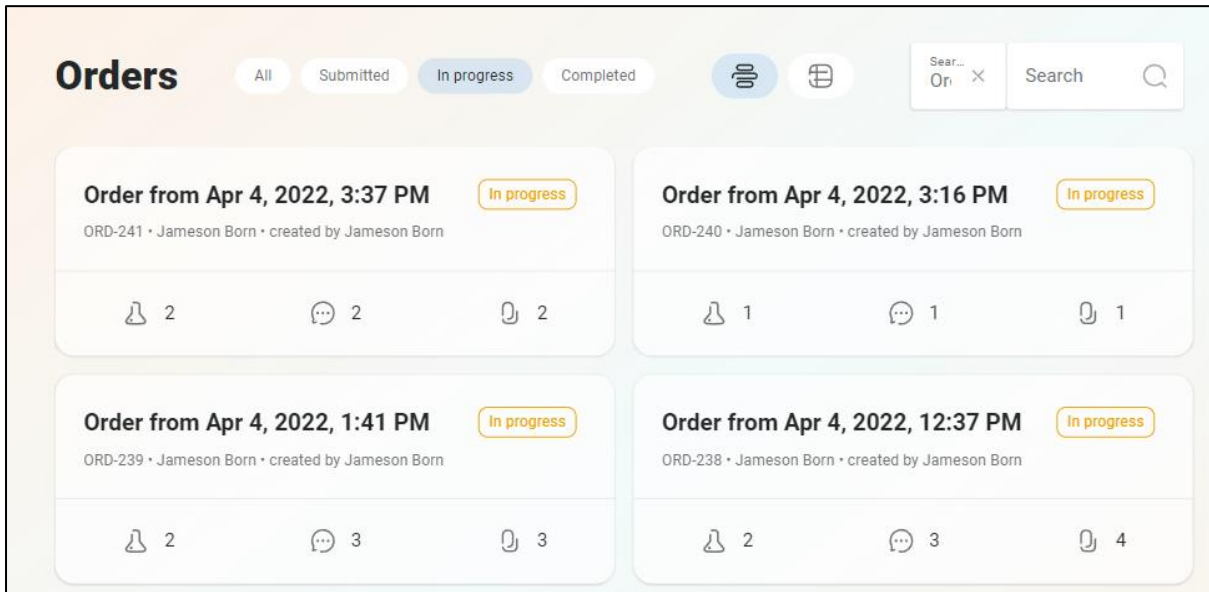 Orders
All
Submitted
In progress
Completed
Sear...
Search
Order from Apr 4, 2022, 3:37 PM
In progress
ORD-241 • Jameson Born • created by Jameson Born
2
2
2
Order from Apr 4, 2022, 3:16 PM
In progress
ORD-240 • Jameson Born • created by Jameson Born
1
1
1
Order from Apr 4, 2022, 1:41 PM
In progress
ORD-239 • Jameson Born • created by Jameson Born
2
3
3
Order from Apr 4, 2022, 12:37 PM
In progress
ORD-238 • Jameson Born • created by Jameson Born
2
3
4